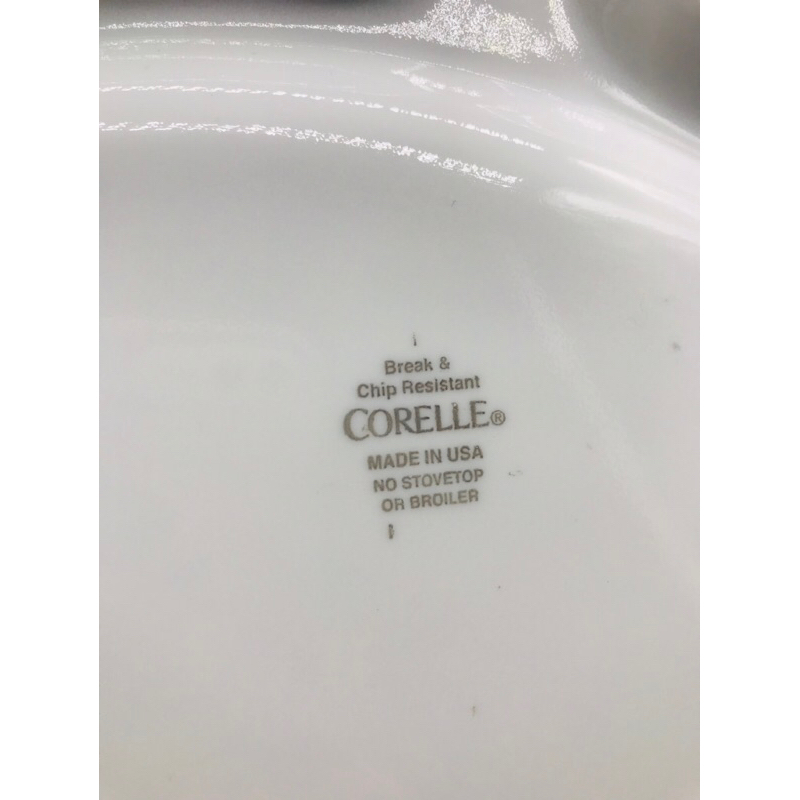 Break &
Chip Resistant
CORELLE®
MADE IN USA
NO STOVETOP
OR BROILER